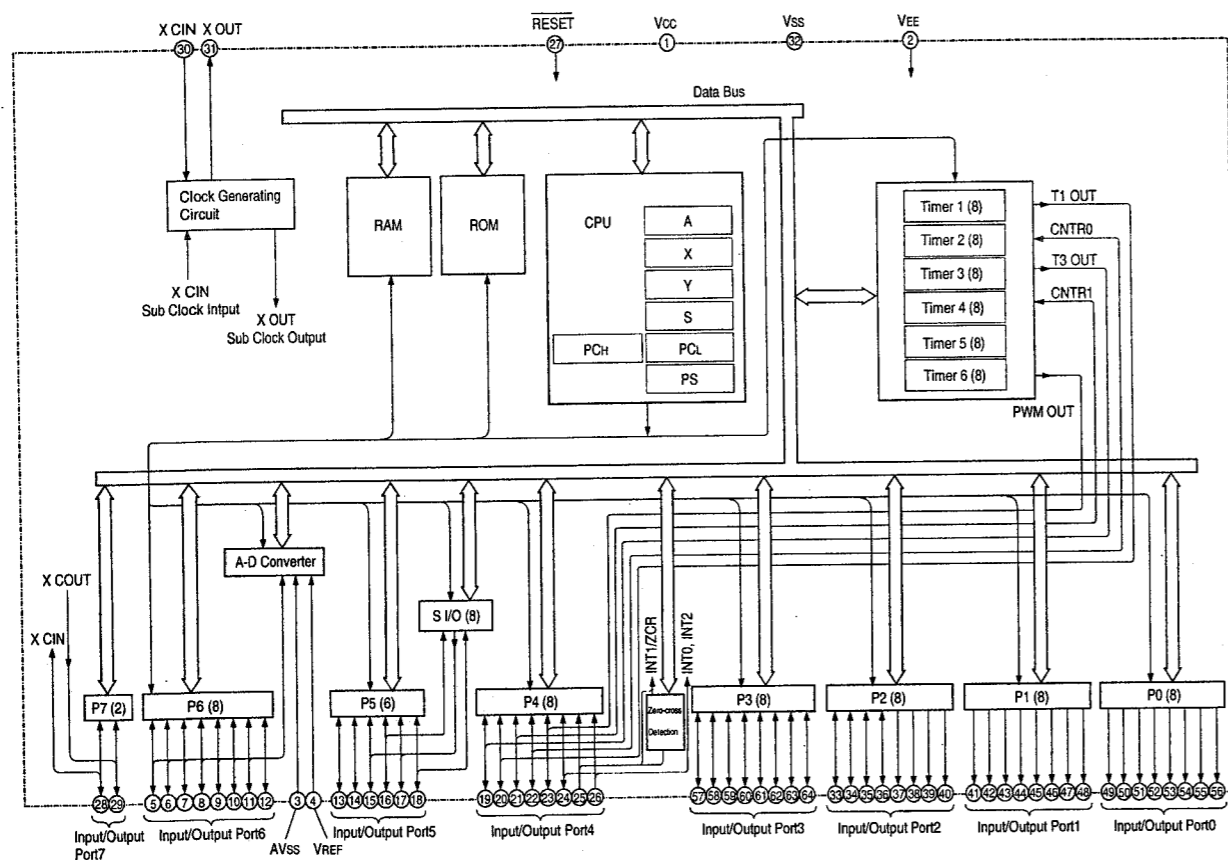 X CIN X OUT
RESET
VCC
VSS
VEE
30 31
27
1
32
2
Data Bus
Clock Generating
Circuit
RAM
ROM
CPU
A
X
Y
S
PCH
PCL
PS
Timer 1 (8)
Timer 2 (8)
Timer 3 (8)
Timer 4 (8)
Timer 5 (8)
Timer 6 (8)
T1 OUT
CNTR0
T3 OUT
CNTR1
PWM OUT
X CIN
Sub Clock Intput
X OUT
Sub Clock Output
A-D Converter
S I/O (8)
X COUT
X CIN
INT1/ZCR
INT0, INT2
Zero-cross
Detection
P7 (2)
P6 (8)
P5 (6)
P4 (8)
P3 (8)
P2 (8)
P1 (8)
P0 (8)
28 29
5 6 7 8 9 10 11 12
3 4
13 14 15 16 17 18
19 20 21 22 23 24 25 26
57 58 59 60 61 62 63 64
33 34 35 36 37 38 39 40
41 42 43 44 45 46 47 48
49 50 51 52 53 54 55 56
Input/Output
Port7
Input/Output Port6
AVSS
VREF
Input/Output Port5
Input/Output Port4
Input/Output Port3
Input/Output Port2
Input/Output Port1
Input/Output Port0